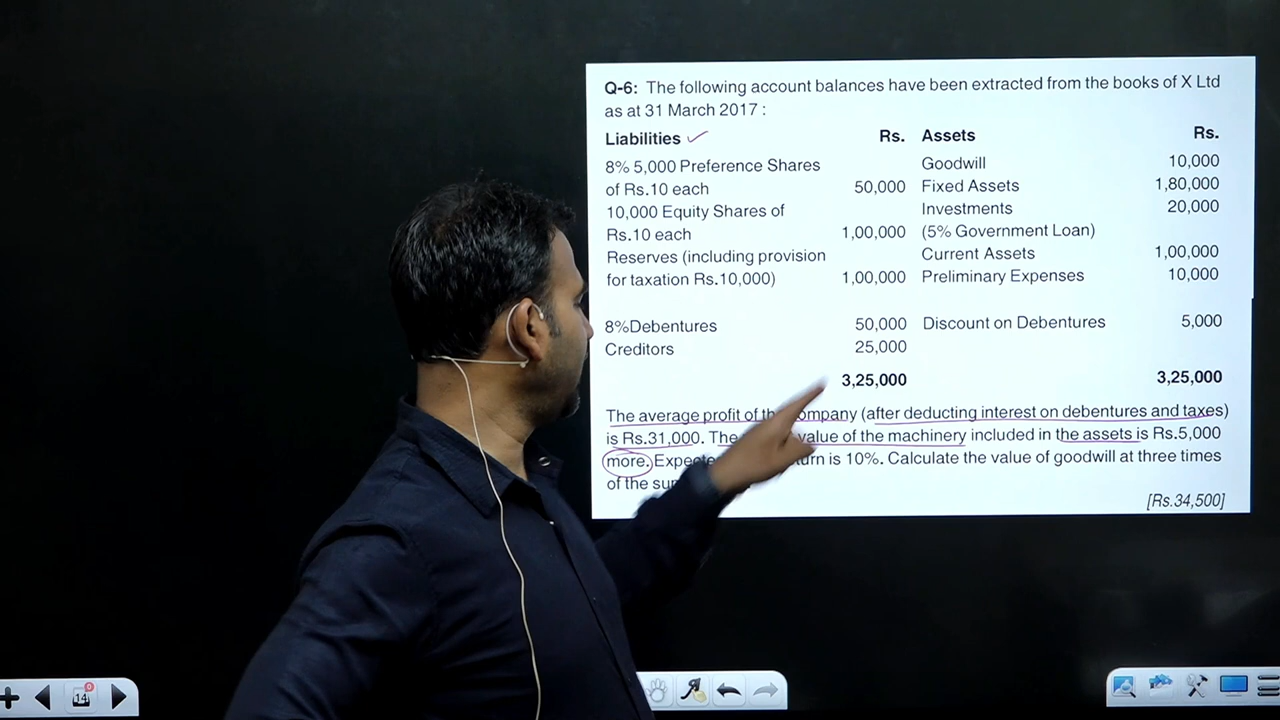 Q-6: The following account balances have been extracted from the books of X Ltd
as at 31 March 2017 :
Liabilities Rs. Assets Rs.
8% 5,000 Preference Shares Goodwill 10,000
of Rs.10 each 50,000 Fixed Assets 1,80,000
10,000 Equity Shares of Investments 20,000
Rs.10 each 1,00,000 (5% Government Loan)
Reserves (including provision Current Assets 1,00,000
for taxation Rs.10,000) 1,00,000 Preliminary Expenses 10,000
8%Debentures 50,000 Discount on Debentures 5,000
Creditors 25,000
3,25,000 3,25,000
The average profit of the company (after deducting interest on debentures and taxes)
is Rs.31,000. The value of the machinery included in the assets is Rs.5,000
more. is 10%. Calculate the value of goodwill at three times
of the
[Rs.34,500]
14
0